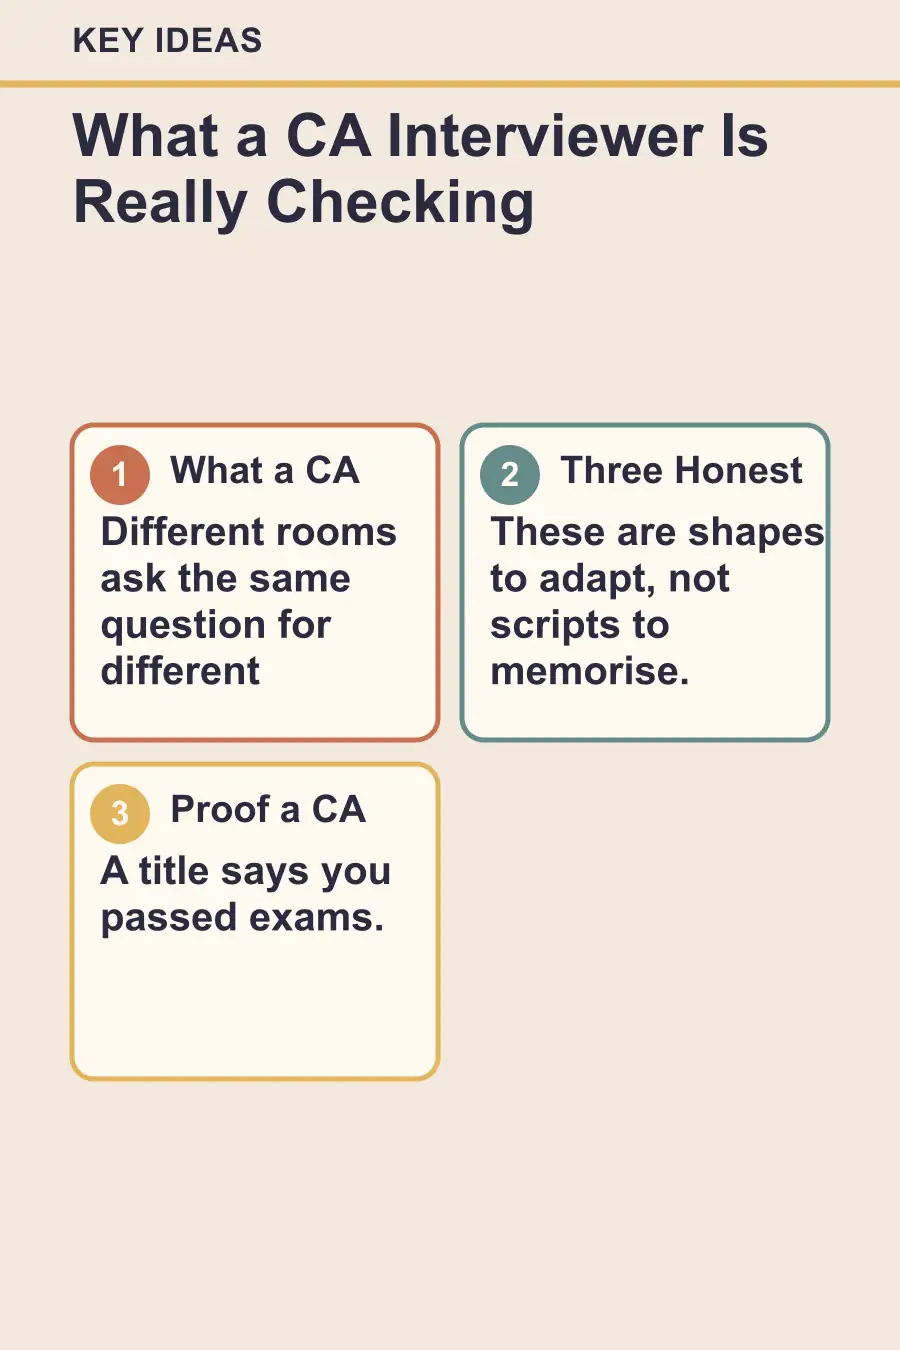 KEY IDEAS
What a CA Interviewer Is
Really Checking
1 What a CA
Different rooms
ask the same
question for
different
2 Three Honest
These are shapes
to adapt, not
scripts to
memorise.
3 Proof a CA
A title says you
passed exams.